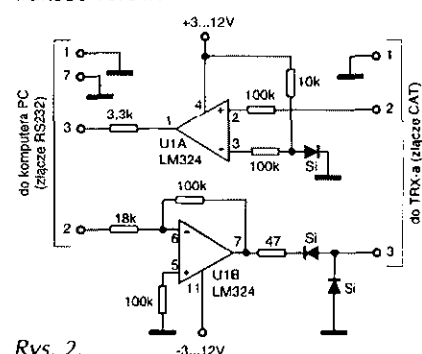 +3...12V
1
7
3
2
do komputera PC
(złącze RS232)
3,3k
1
4
2
3
+
-
U1A
LM324
100k
100k
10k
Si
1
2
3
do TRX-a (złącze CAT)
100k
18k
6
5
-
+
7
11
U1B
LM324
100k
47
Si
Si
-3...12V
Rys. 2.